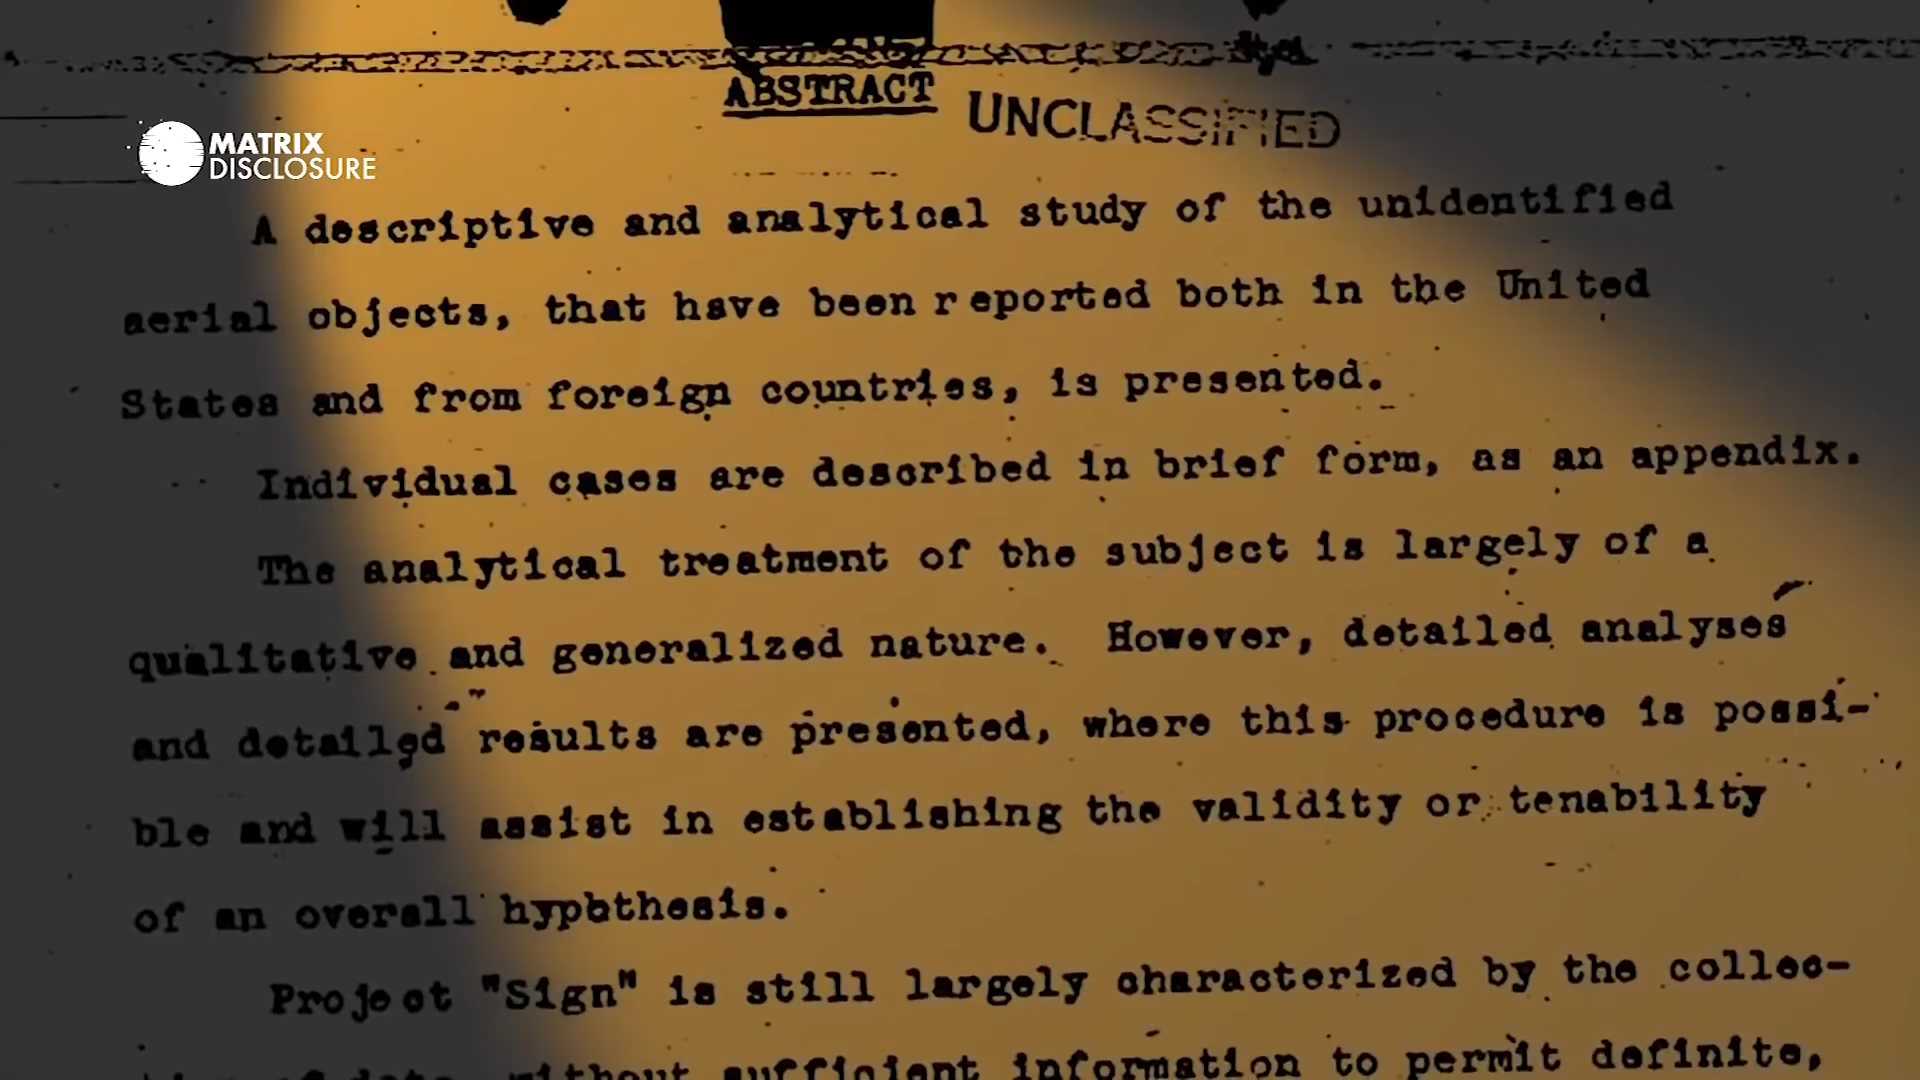 ABSTRACT
UNCLASSIFIED
MATRIX
DISCLOSURE
A descriptive and analytical study of the unidentified
aerial objects, that have been reported both in the United
States and from foreign countries, is presented.
Individual cases are described in brief form, as an appendix.
The analytical treatment of the subject is largely of a
qualitative and generalized nature. However, detailed analyses
and detailed results are presented, where this procedure is possi-
ble and will assist in establishing the validity or tenability
of an overall hypothesis.
Project "Sign" is still largely characterized by the collec-
without sufficient information to permit definite,